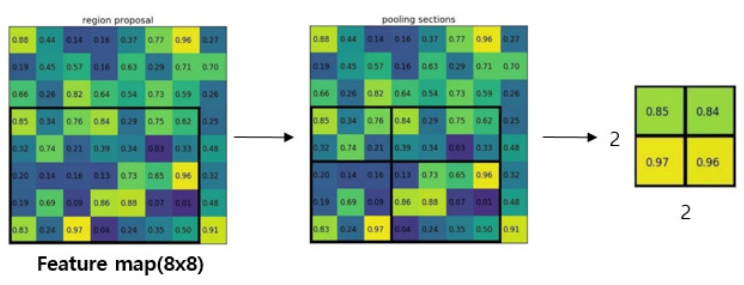 region proposal
pooling sections
0.88 0.44 0.14 0.16 0.37 0.77 0.96 0.27
0.19 0.45 0.57 0.16 0.63 0.29 0.71 0.70
0.66 0.26 0.82 0.64 0.54 0.73 0.59 0.26
0.85 0.34 0.76 0.84 0.29 0.75 0.62 0.25
0.32 0.74 0.21 0.39 0.34 0.03 0.33 0.48
0.20 0.14 0.16 0.13 0.73 0.65 0.96 0.32
0.19 0.69 0.09 0.86 0.88 0.07 0.01 0.48
0.83 0.24 0.97 0.04 0.24 0.35 0.50 0.91
0.88 0.44 0.14 0.16 0.37 0.77 0.96 0.27
0.19 0.45 0.57 0.16 0.63 0.29 0.71 0.70
0.66 0.26 0.82 0.64 0.54 0.73 0.59 0.26
0.85 0.34 0.76 0.84 0.29 0.75 0.62 0.25
0.32 0.74 0.21 0.39 0.34 0.03 0.33 0.48
0.20 0.14 0.16 0.13 0.73 0.65 0.96 0.32
0.19 0.69 0.09 0.86 0.88 0.07 0.01 0.48
0.83 0.24 0.97 0.04 0.24 0.35 0.50 0.91
0.85 0.84
2
0.97 0.96
2
Feature map(8x8)